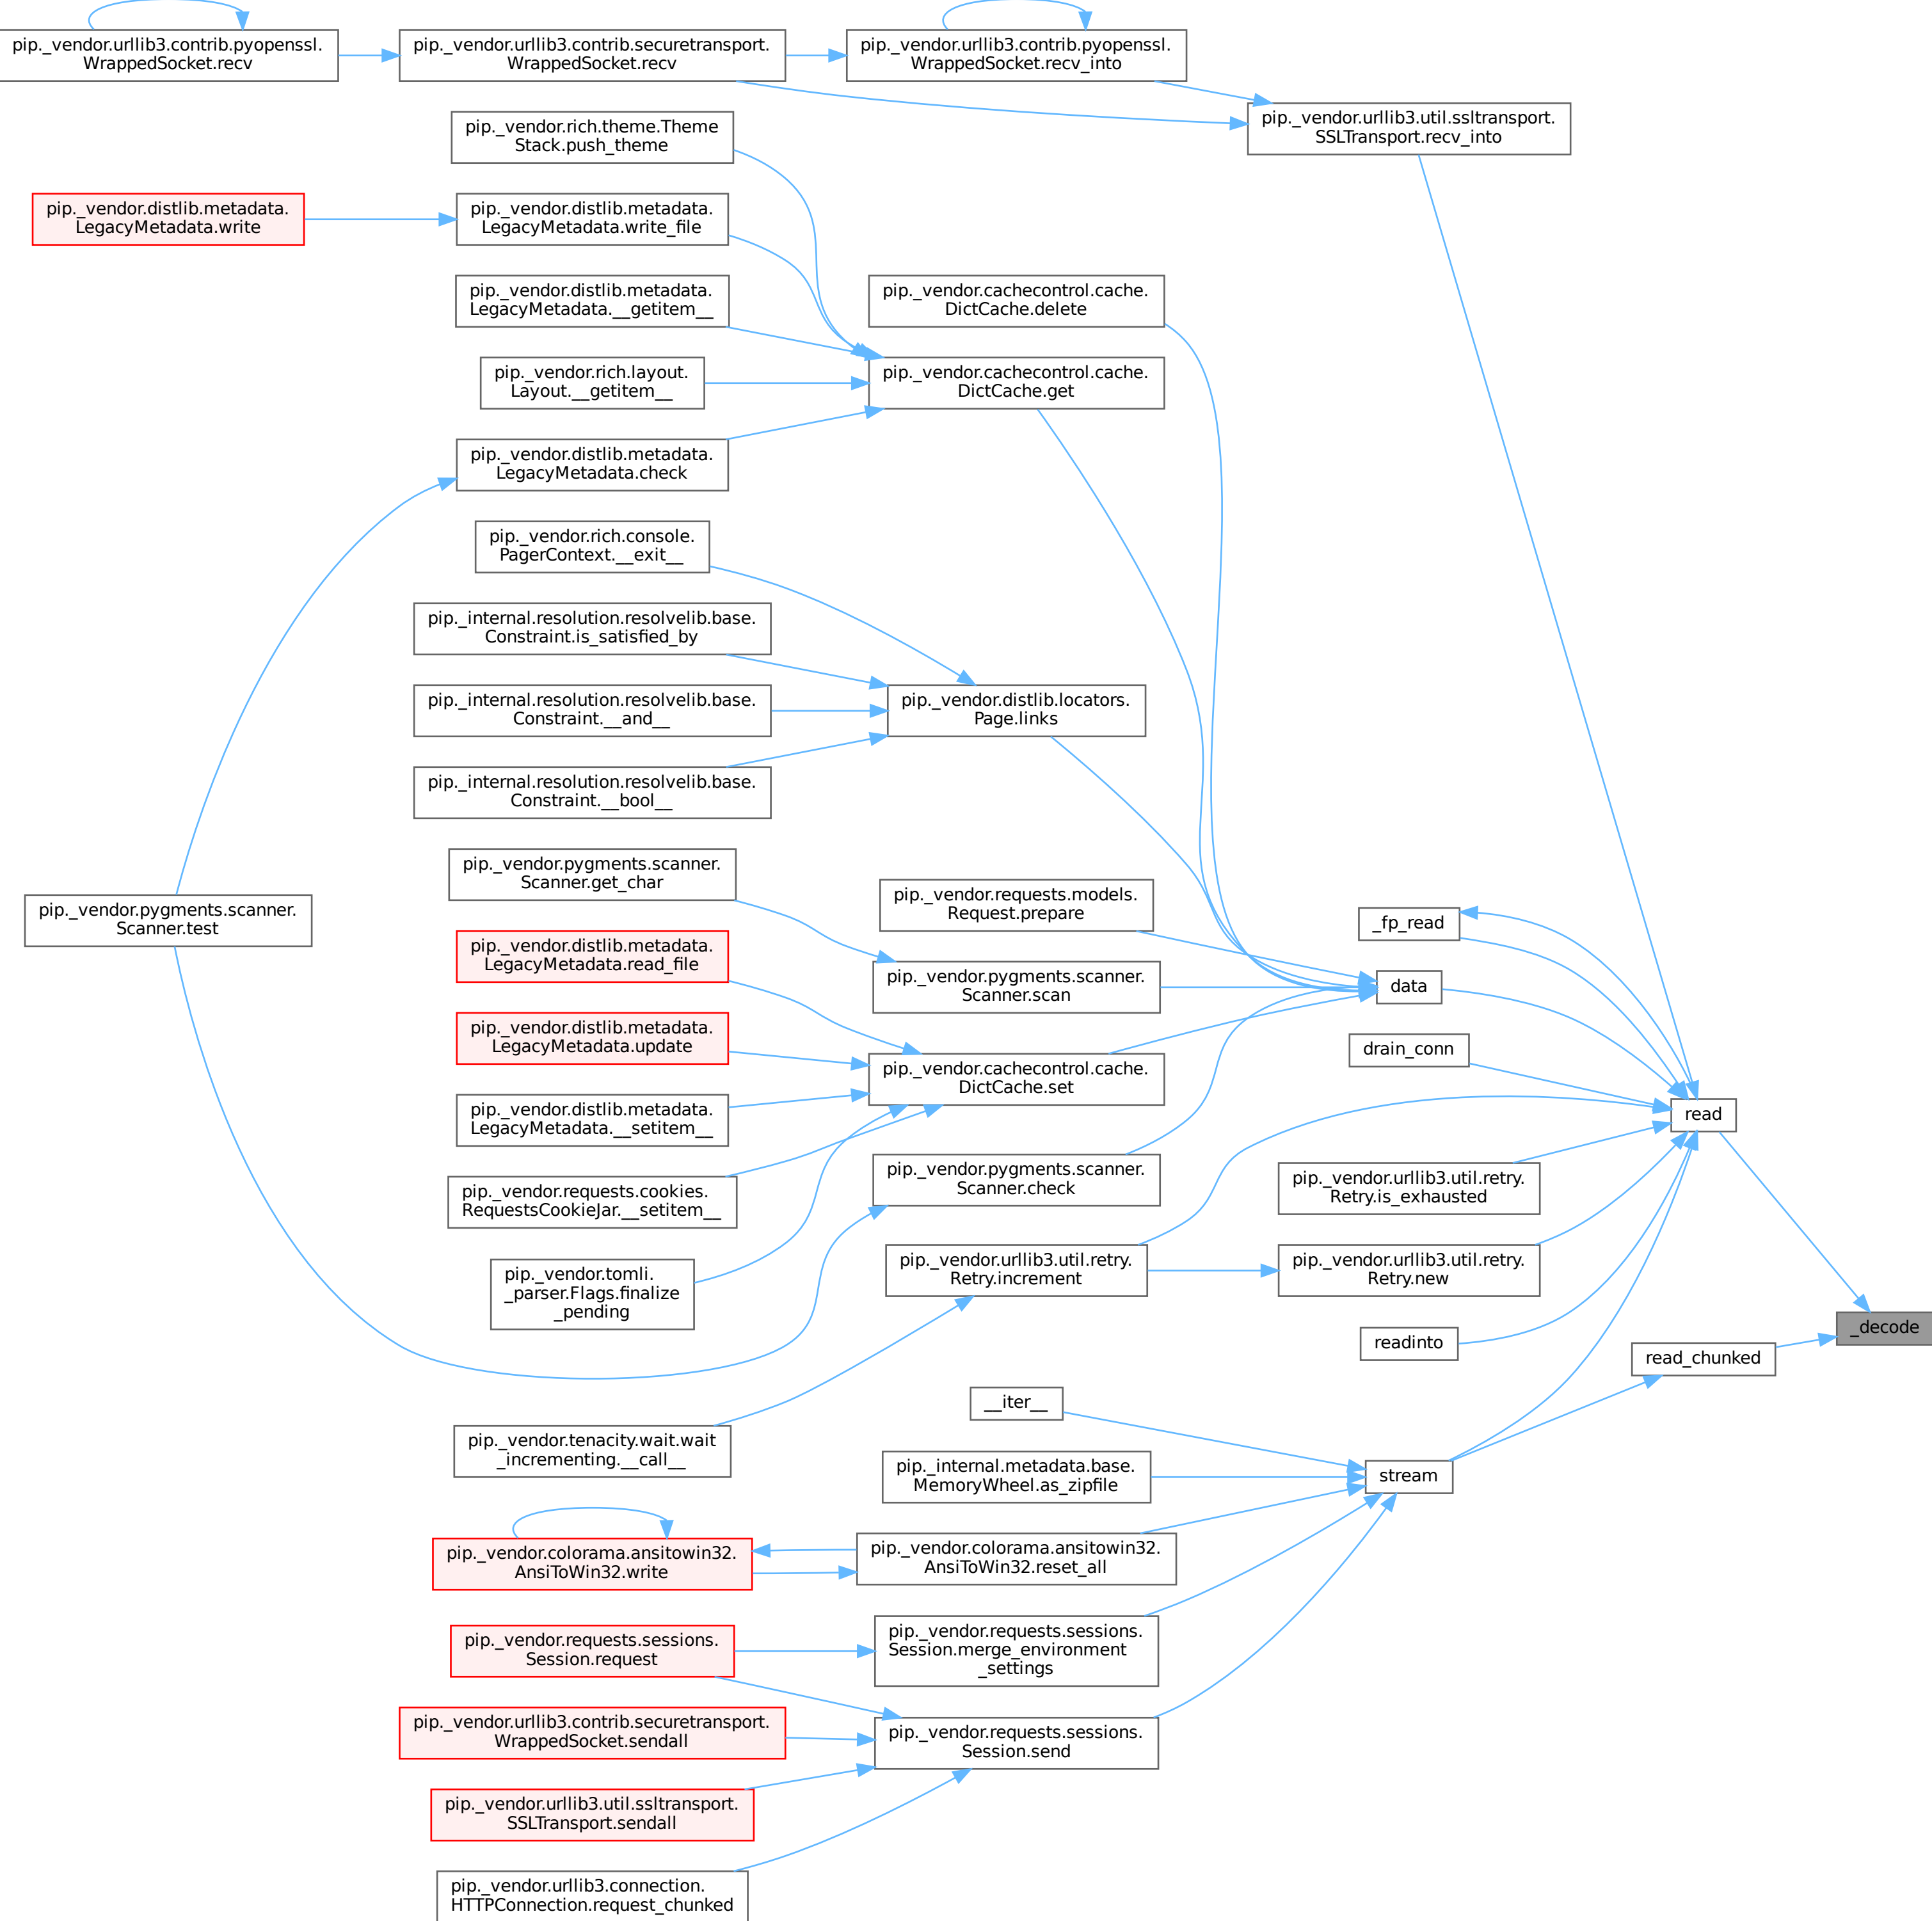 pip._vendor.urllib3.contrib.pyopenssl.
WrappedSocket.recv
pip._vendor.urllib3.contrib.securetransport.
WrappedSocket.recv
pip._vendor.urllib3.contrib.pyopenssl.
WrappedSocket.recv_into
pip._vendor.urllib3.util.ssltransport.
SSLTransport.recv_into
pip._vendor.rich.theme.Theme
Stack.push_theme
pip._vendor.distlib.metadata.
LegacyMetadata.write
pip._vendor.distlib.metadata.
LegacyMetadata.write_file
pip._vendor.distlib.metadata.
LegacyMetadata.__getitem__
pip._vendor.cachecontrol.cache.
DictCache.delete
pip._vendor.rich.layout.
Layout.__getitem__
pip._vendor.cachecontrol.cache.
DictCache.get
pip._vendor.distlib.metadata.
LegacyMetadata.check
pip._vendor.rich.console.
PagerContext.__exit__
pip._internal.resolution.resolvelib.base.
Constraint.is_satisfied_by
pip._internal.resolution.resolvelib.base.
Constraint.__and__
pip._vendor.distlib.locators.
Page.links
pip._internal.resolution.resolvelib.base.
Constraint.__bool__
pip._vendor.pygments.scanner.
Scanner.get_char
pip._vendor.pygments.scanner.
Scanner.test
pip._vendor.requests.models.
Request.prepare
_fp_read
pip._vendor.distlib.metadata.
LegacyMetadata.read_file
pip._vendor.pygments.scanner.
Scanner.scan
data
pip._vendor.distlib.metadata.
LegacyMetadata.update
drain_conn
pip._vendor.cachecontrol.cache.
DictCache.set
read
pip._vendor.distlib.metadata.
LegacyMetadata.__setitem__
pip._vendor.requests.cookies.
RequestsCookieJar.__setitem__
pip._vendor.pygments.scanner.
Scanner.check
pip._vendor.urllib3.util.retry.
Retry.is_exhausted
pip._vendor.tomli.
_parser.Flags.finalize
_pending
pip._vendor.urllib3.util.retry.
Retry.increment
pip._vendor.urllib3.util.retry.
Retry.new
_decode
readinto
read_chunked
__iter__
pip._vendor.tenacity.wait.wait
_incrementing.__call__
pip._internal.metadata.base.
MemoryWheel.as_zipfile
stream
pip._vendor.colorama.ansitowin32.
AnsiToWin32.write
pip._vendor.colorama.ansitowin32.
AnsiToWin32.reset_all
pip._vendor.requests.sessions.
Session.request
pip._vendor.requests.sessions.
Session.merge_environment
_settings
pip._vendor.urllib3.contrib.securetransport.
WrappedSocket.sendall
pip._vendor.requests.sessions.
Session.send
pip._vendor.urllib3.util.ssltransport.
SSLTransport.sendall
pip._vendor.urllib3.connection.
HTTPConnection.request_chunked